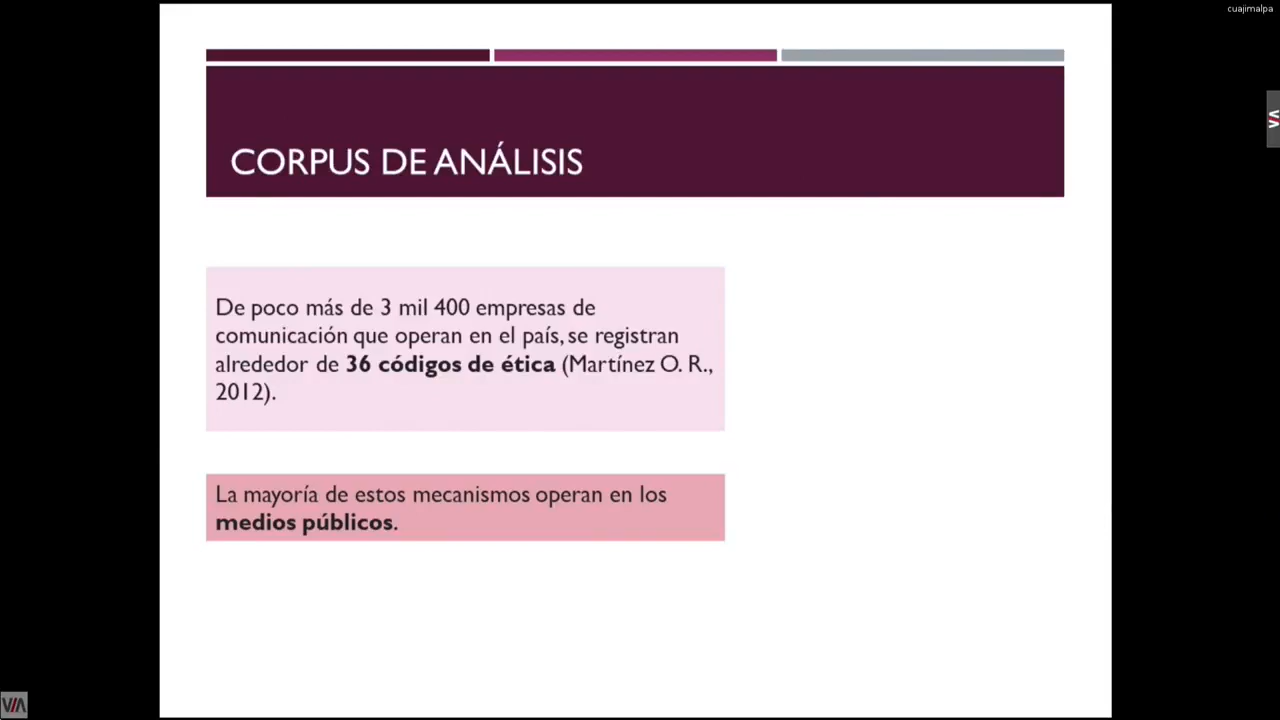 cuajimalpa
CORPUS DE ANÁLISIS
De poco más de 3 mil 400 empresas de
comunicación que operan en el país, se registran
alrededor de 36 códigos de ética (Martínez O. R.,
2012).
La mayoría de estos mecanismos operan en los
medios públicos.